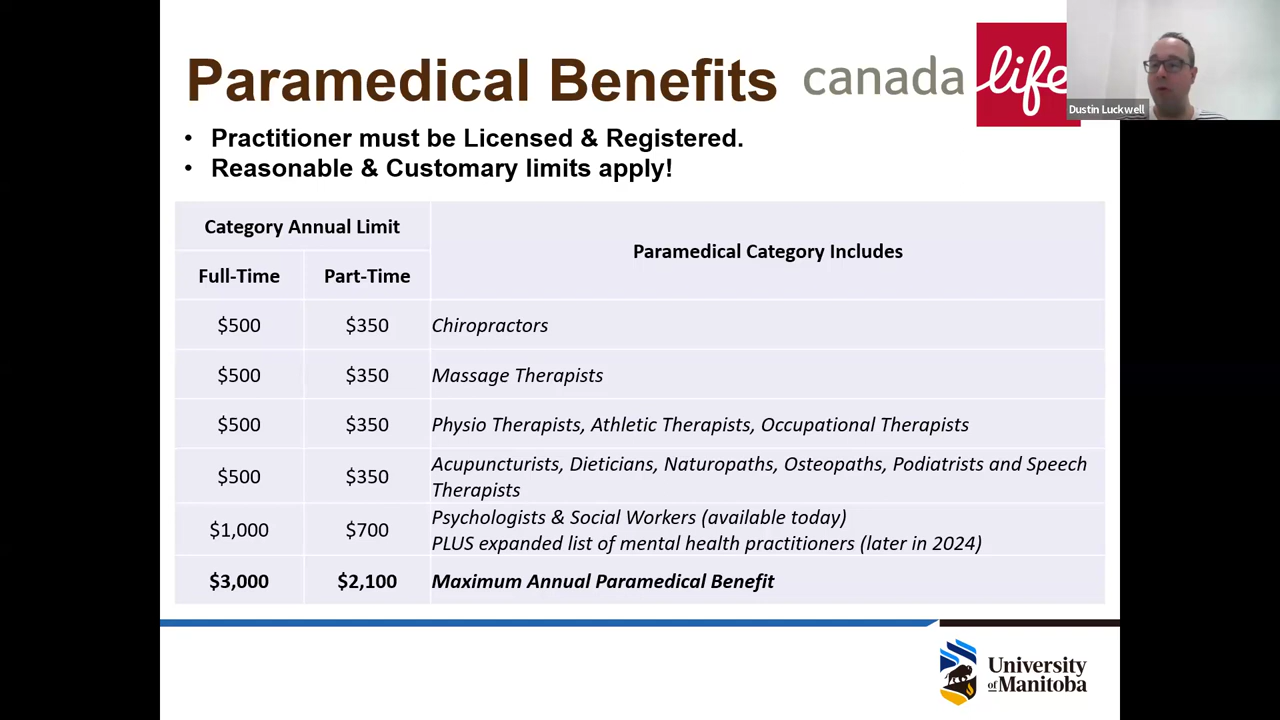 Paramedical Benefits
canada life
Dustin Luckwell
• Practitioner must be Licensed & Registered.
• Reasonable & Customary limits apply!
Category Annual Limit
Paramedical Category Includes
Full-Time Part-Time
$500 $350 Chiropractors
$500 $350 Massage Therapists
$500 $350 Physio Therapists, Athletic Therapists, Occupational Therapists
$500 $350 Acupuncturists, Dieticians, Naturopaths, Osteopaths, Podiatrists and Speech
Therapists
$1,000 $700 Psychologists & Social Workers (available today)
PLUS expanded list of mental health practitioners (later in 2024)
$3,000 $2,100 Maximum Annual Paramedical Benefit
University
of Manitoba